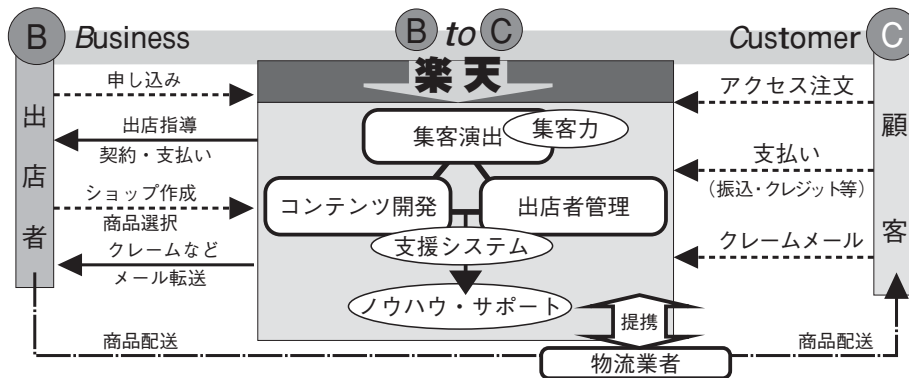 B Business
B to C
Customer C
楽天
出店者
申し込み
出店指導
契約・支払い
ショップ作成
商品選択
クレームなど
メール転送
集客演出
集客力
コンテンツ開発
出店者管理
支援システム
ノウハウ・サポート
アクセス注文
支払い
(振込・クレジット等)
クレームメール
顧客
提携
商品配送
物流業者
商品配送